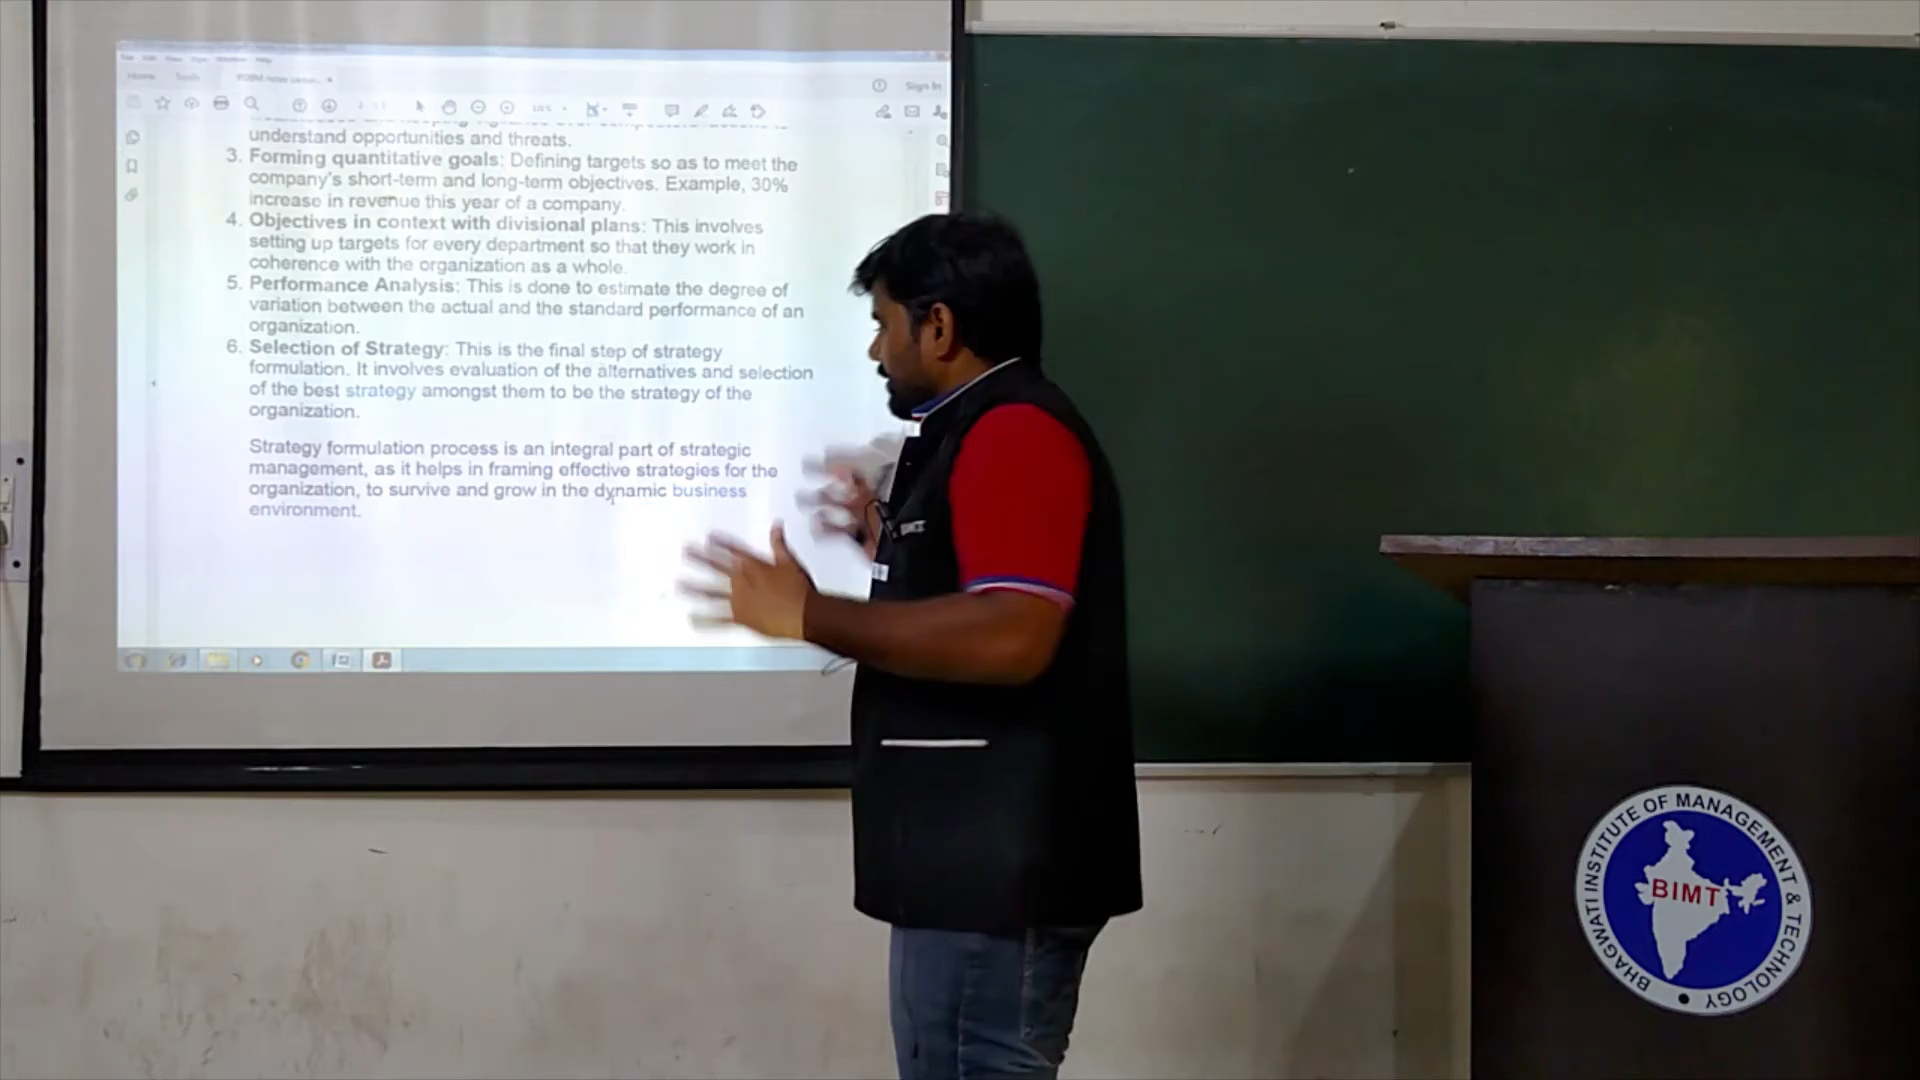 Sign In
understand opportunities and threats.
3. Forming quantitative goals: Defining targets so as to meet the
company's short-term and long-term objectives. Example, 30%
increase in revenue this year of a company.
4. Objectives in context with divisional plans: This involves
setting up targets for every department so that they work in
coherence with the organization as a whole.
5. Performance Analysis: This is done to estimate the degree of
variation between the actual and the standard performance of an
organization.
6. Selection of Strategy: This is the final step of strategy
formulation. It involves evaluation of the alternatives and selection
of the best strategy amongst them to be the strategy of the
organization.
Strategy formulation process is an integral part of strategic
management, as it helps in framing effective strategies for the
organization, to survive and grow in the dynamic business
environment.
BHAGWATI INSTITUTE OF MANAGEMENT & TECHNOLOGY
BIMT